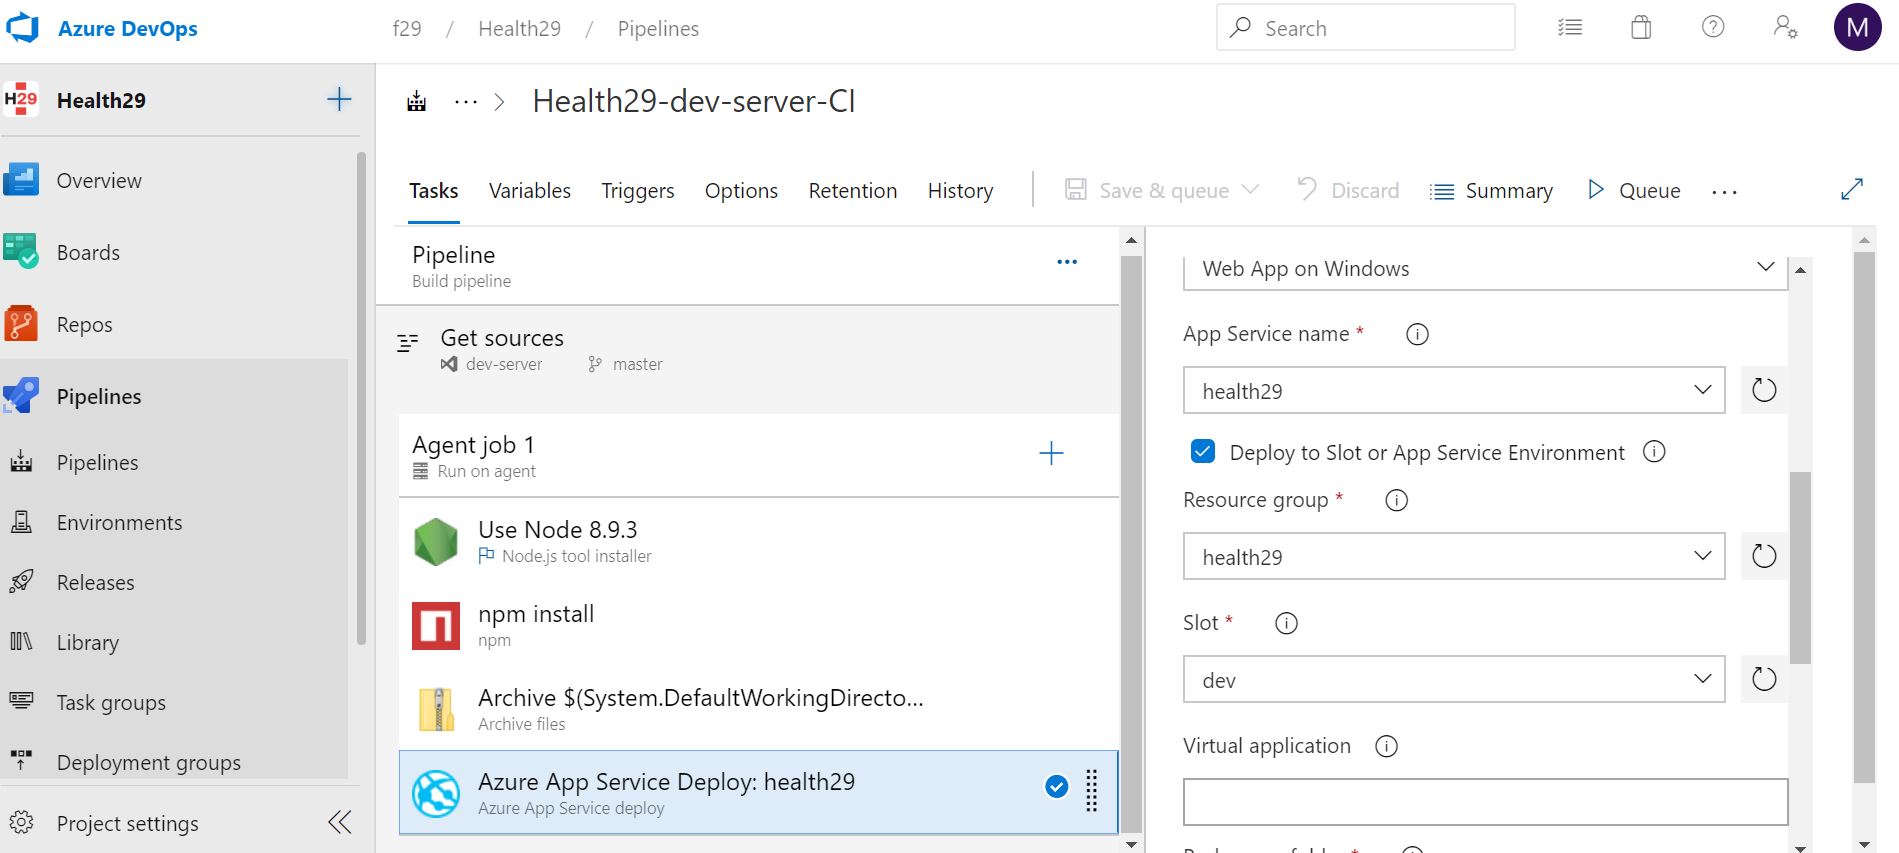 Azure DevOps
f29 / Health29 / Pipelines
Search
M
H29 Health29
Overview
Boards
Repos
Pipelines
Pipelines
Environments
Releases
Library
Task groups
Deployment groups
Project settings
... > Health29-dev-server-CI
Tasks Variables Triggers Options Retention History
Save & queue Discard Summary Queue ...
Pipeline
Build pipeline
Get sources
dev-server master
Agent job 1
Run on agent
Use Node 8.9.3
Node.js tool installer
npm install
npm
Archive $(System.DefaultWorkingDirecto...
Archive files
Azure App Service Deploy: health29
Azure App Service deploy
Web App on Windows
App Service name *
health29
Deploy to Slot or App Service Environment
Resource group *
health29
Slot *
dev
Virtual application